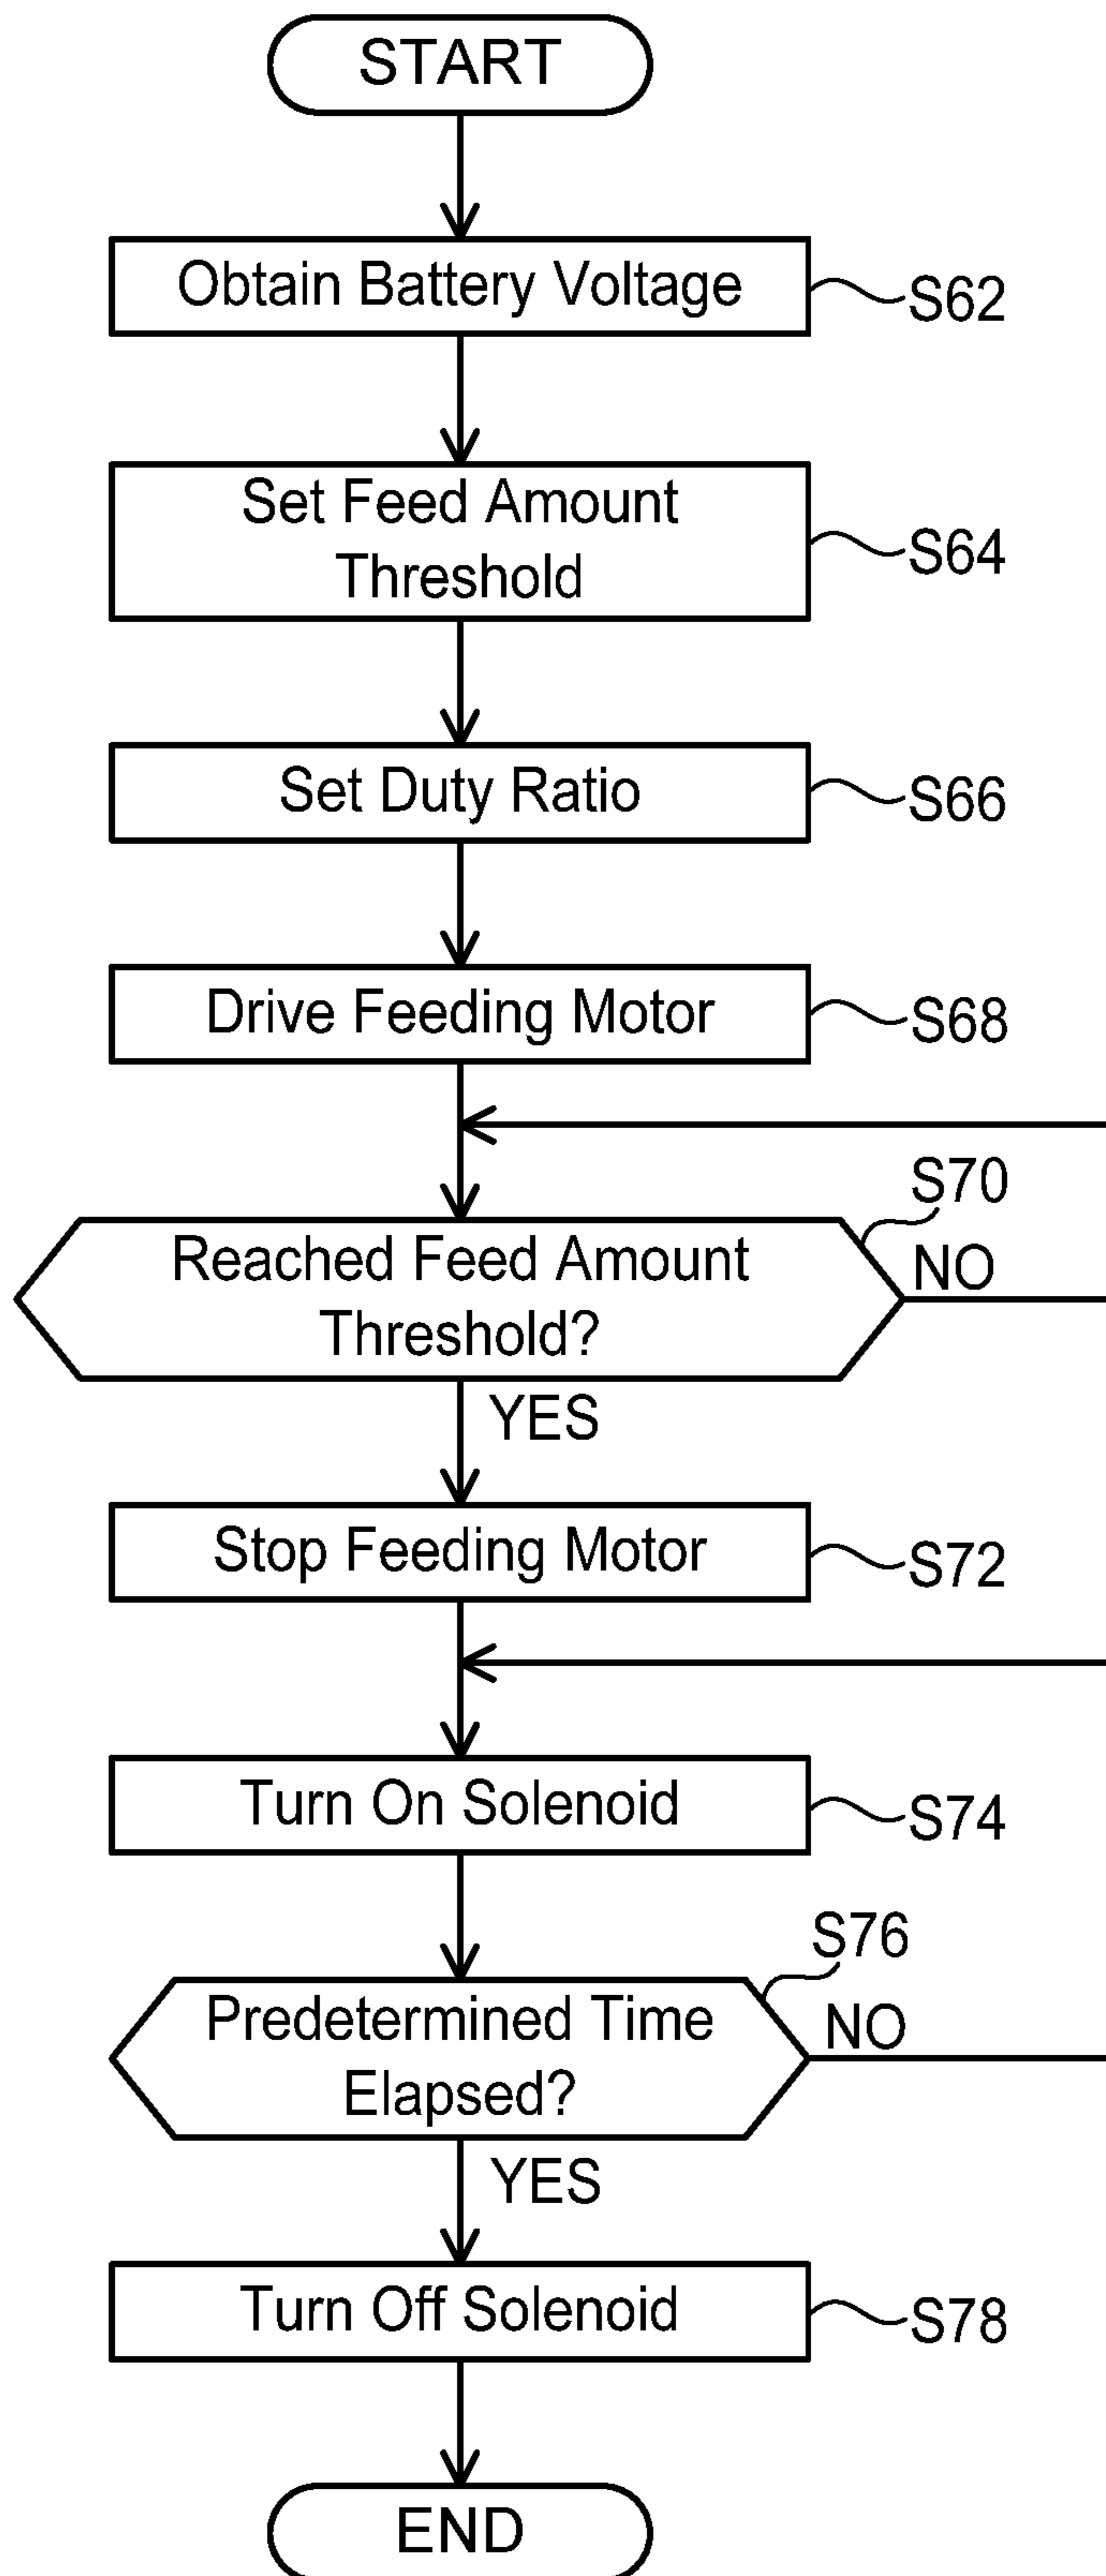 START
Obtain Battery Voltage
S62
Set Feed Amount
Threshold
S64
Set Duty Ratio
S66
Drive Feeding Motor
S68
S70
Reached Feed Amount
Threshold?
NO
YES
Stop Feeding Motor
S72
Turn On Solenoid
S74
S76
Predetermined Time
Elapsed?
NO
YES
Turn Off Solenoid
S78
END